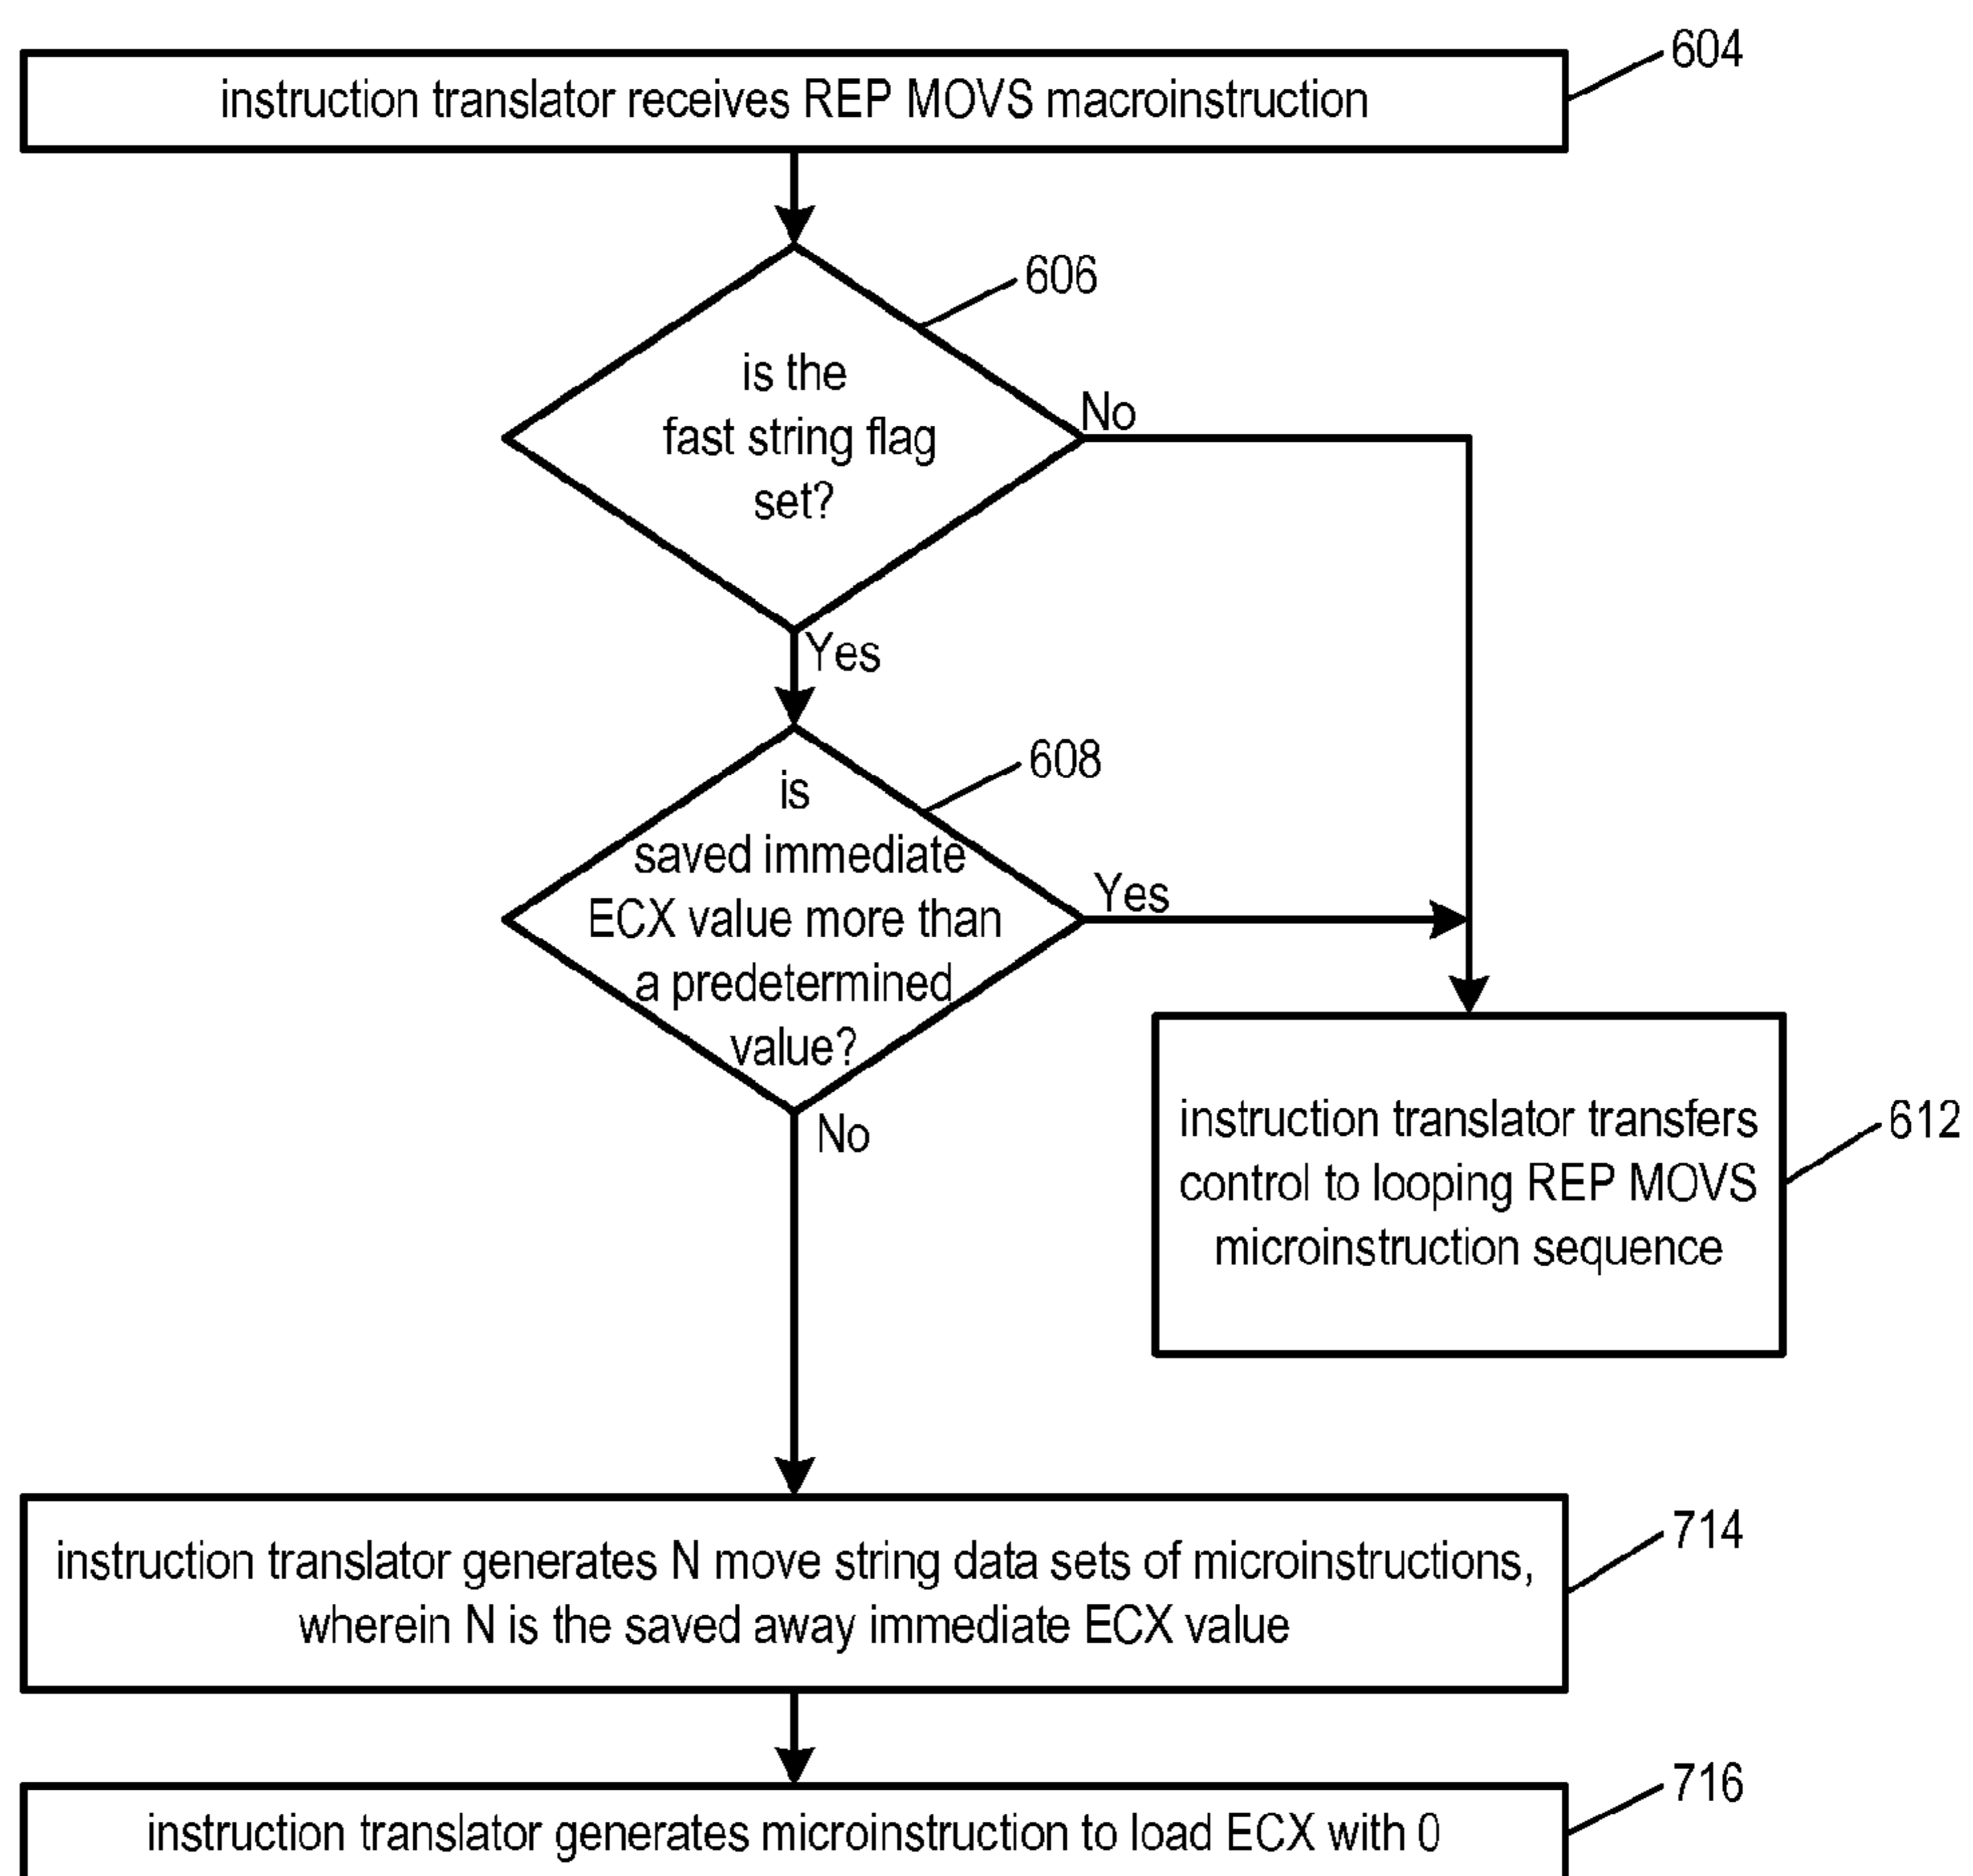 604
instruction translator receives REP MOVS macroinstruction
606
is the
fast string flag
set?
No
Yes
608
is
saved immediate
ECX value more than
a predetermined
value?
Yes
No
instruction translator transfers
control to looping REP MOVS
microinstruction sequence
612
714
instruction translator generates N move string data sets of microinstructions,
wherein N is the saved away immediate ECX value
716
instruction translator generates microinstruction to load ECX with 0